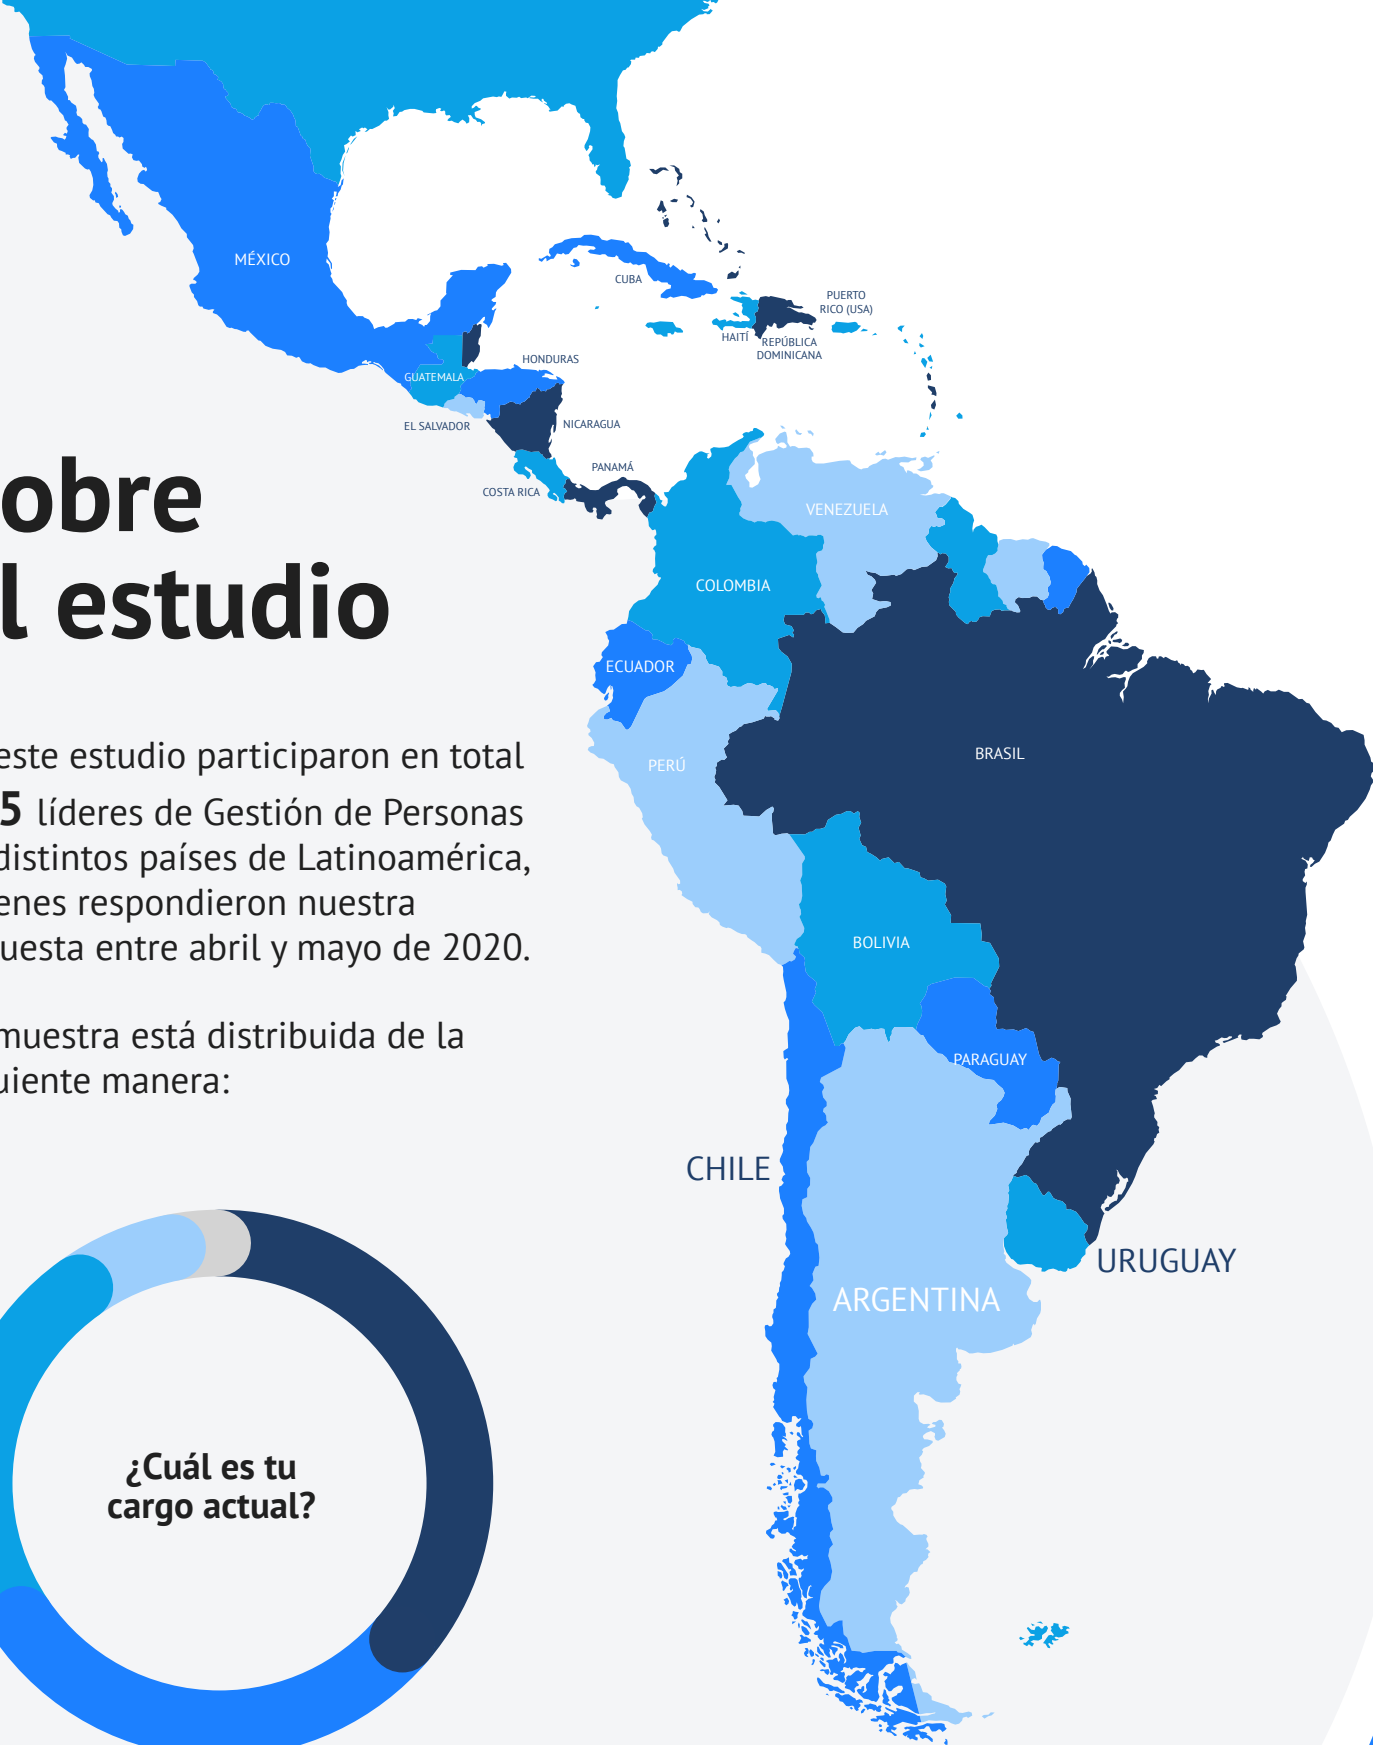 MÉXICO
CUBA
PUERTO
RICO (USA)
HAITÍ
REPÚBLICA
DOMINICANA
HONDURAS
GUATEMALA
EL SALVADOR
NICARAGUA
PANAMÁ
COSTA RICA
VENEZUELA
COLOMBIA
ECUADOR
PERÚ
BRASIL
BOLIVIA
PARAGUAY
CHILE
URUGUAY
ARGENTINA
obre
l estudio
este estudio participaron en total
5 líderes de Gestión de Personas
distintos países de Latinoamérica,
enes respondieron nuestra
uesta entre abril y mayo de 2020.
muestra está distribuida de la
uiente manera:
¿Cuál es tu
cargo actual?